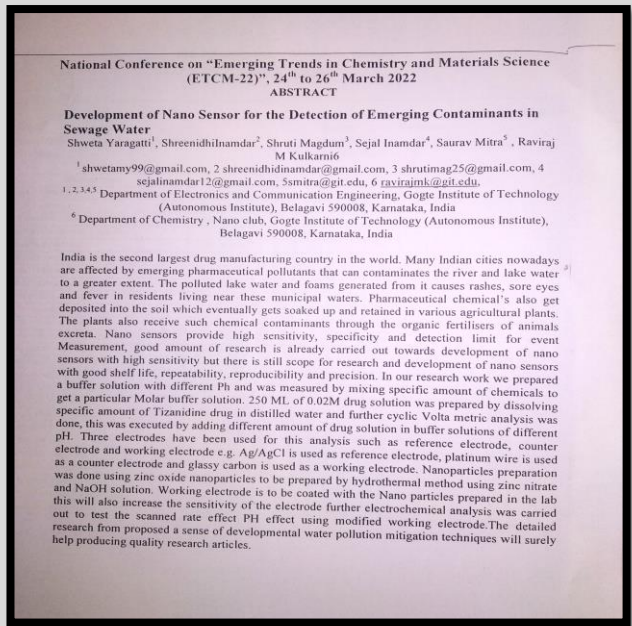 National Conference on “Emerging Trends in Chemistry and Materials Science
(ETCM-22)”, 24th to 26th March 2022
ABSTRACT
Development of Nano Sensor for the Detection of Emerging Contaminants in
Sewage Water
Shweta Yaragatti1, ShreenidhiInamdar2, Shruti Magdum3, Sejal Inamdar4, Saurav Mitra5 , Raviraj
M Kulkarni6
1shwetamy99@gmail.com, 2 shreenidhidinamdar@gmail.com, 3 shrutimag25@gmail.com, 4
sejalinamdar12@gmail.com, 5smitra@git.edu, 6 ravirajmk@git.edu,
1,2,3,4,5 Department of Electronics and Communication Engineering, Gogte Institute of Technology
(Autonomous Institute), Belagavi 590008, Karnataka, India
6 Department of Chemistry , Nano club, Gogte Institute of Technology (Autonomous Institute),
Belagavi 590008, Karnataka, India
India is the second largest drug manufacturing country in the world. Many Indian cities nowadays
are affected by emerging pharmaceutical pollutants that can contaminates the river and lake water
to a greater extent. The polluted lake water and foams generated from it causes rashes, sore eyes
and fever in residents living near these municipal waters. Pharmaceutical chemical’s also get
deposited into the soil which eventually gets soaked up and retained in various agricultural plants.
The plants also receive such chemical contaminants through the organic fertilisers of animals
excreta. Nano sensors provide high sensitivity, specificity and detection limit for event
Measurement, good amount of research is already carried out towards development of nano
sensors with high sensitivity but there is still scope for research and development of nano sensors
with good shelf life, repeatability, reproducibility and precision. In our research work we prepared
a buffer solution with different Ph and was measured by mixing specific amount of chemicals to
get a particular Molar buffer solution. 250 ML of 0.02M drug solution was prepared by dissolving
specific amount of Tizanidine drug in distilled water and further cyclic Volta metric analysis was
done, this was executed by adding different amount of drug solution in buffer solutions of different
pH. Three electrodes have been used for this analysis such as reference electrode, counter
electrode and working electrode e.g. Ag/AgCl is used as reference electrode, platinum wire is used
as a counter electrode and glassy carbon is used as a working electrode. Nanoparticles preparation
was done using zinc oxide nanoparticles to be prepared by hydrothermal method using zinc nitrate
and NaOH solution. Working electrode is to be coated with the Nano particles prepared in the lab
this will also increase the sensitivity of the electrode further electrochemical analysis was carried
out to test the scanned rate effect PH effect using modified working electrode.The detailed
research from proposed a sense of developmental water pollution mitigation techniques will surely
help producing quality research articles.